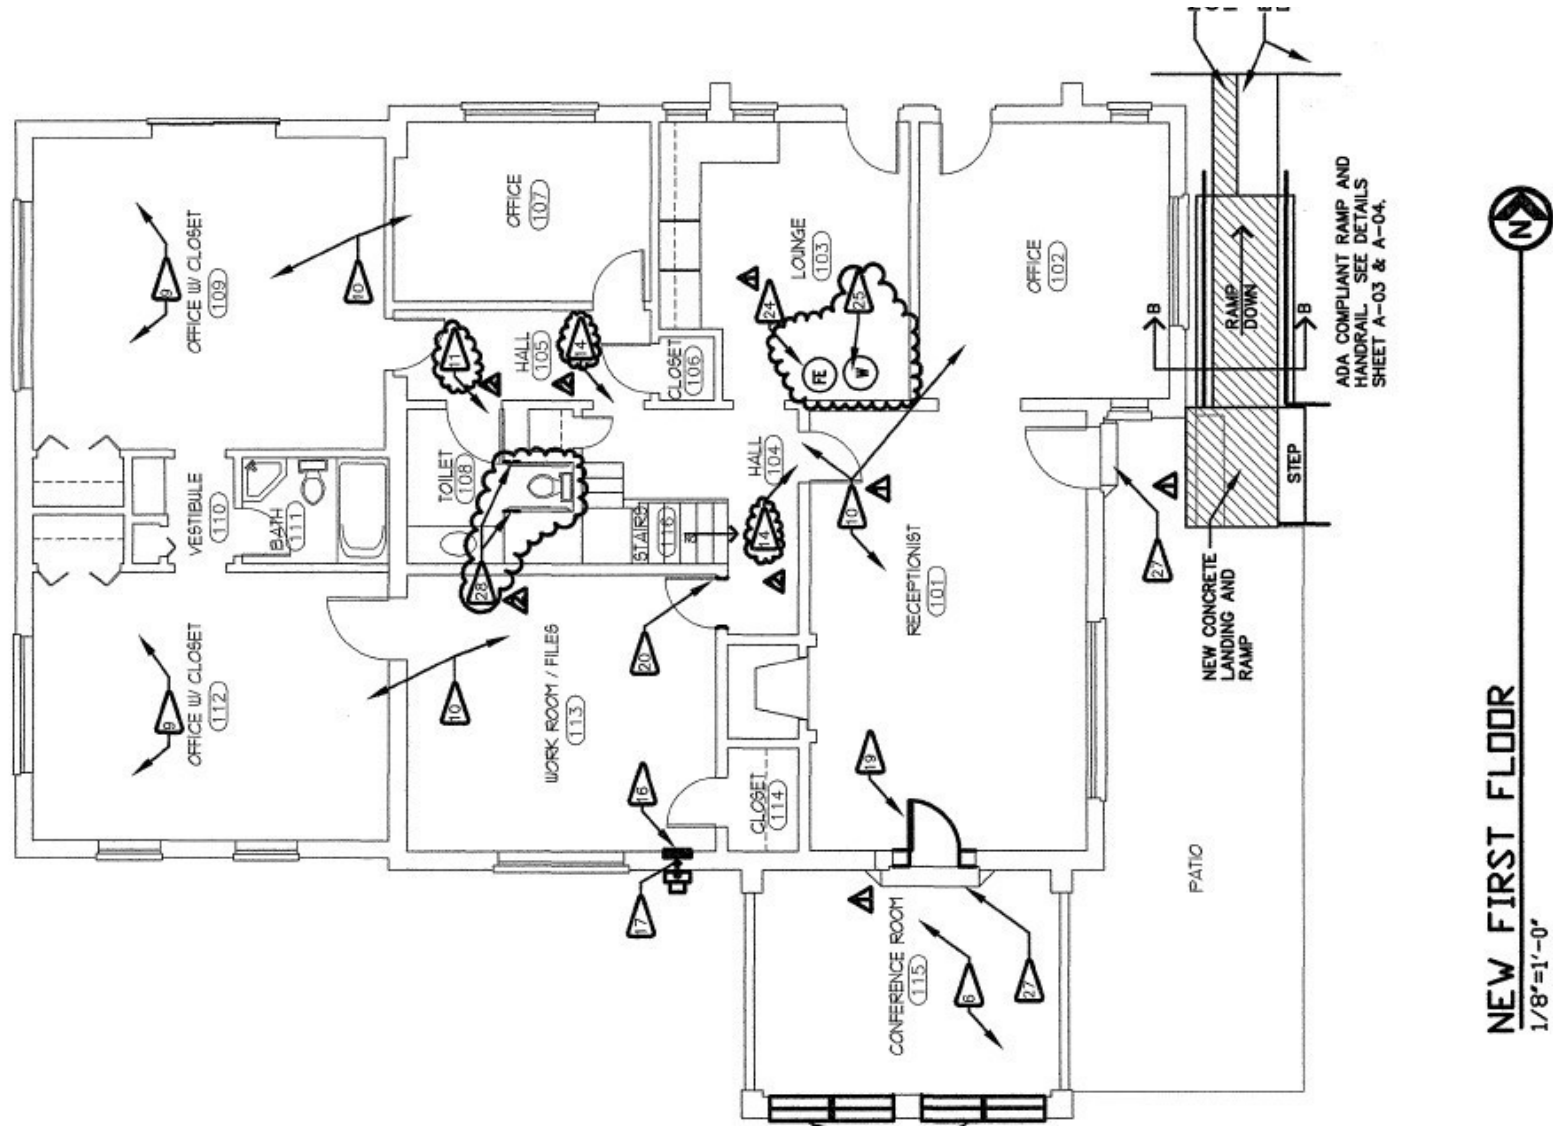 OFFICE W/ CLOSET
109
9
10
OFFICE
107
LOUNGE
103
OFFICE
102
11
HALL
105
14
CLOSET
106
24
25
FE
W
VESTIBULE
110
BATH
111
TOILET
108
28
STAIRS
116
HALL
104
14
10
RECEPTIONIST
101
OFFICE W/ CLOSET
112
9
10
WORK ROOM / FILES
113
20
16
17
CLOSET
114
19
CONFERENCE ROOM
115
6
27
27
PATIO
RAMP
DOWN
B
B
STEP
NEW CONCRETE
LANDING AND
RAMP
ADA COMPLIANT RAMP AND
HANDRAIL. SEE DETAILS
SHEET A-03 & A-04.
N
NEW FIRST FLOOR
1/8"=1'-0"